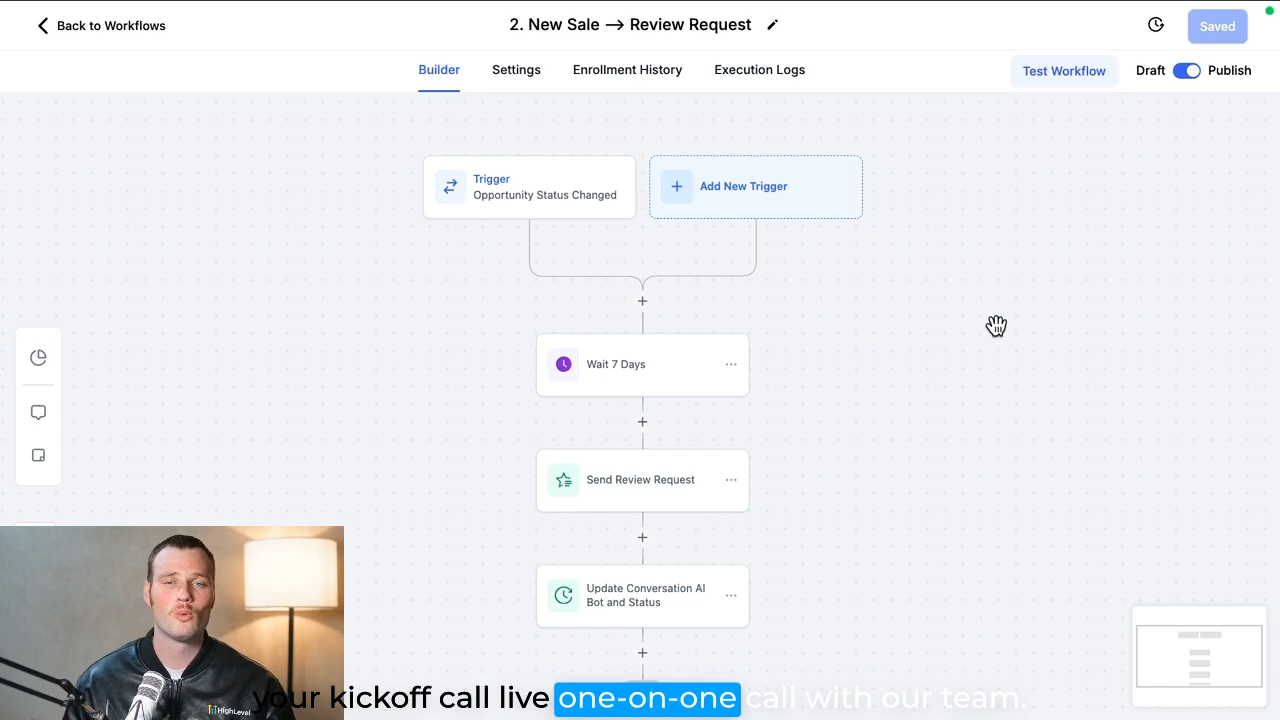 Back to Workflows
2. New Sale → Review Request
Saved
Builder
Settings
Enrollment History
Execution Logs
Test Workflow
Draft
Publish
Trigger
Opportunity Status Changed
Add New Trigger
Wait 7 Days
Send Review Request
Update Conversation AI
Bot and Status
HighLevel
your kickoff call live one-on-one call with our team.